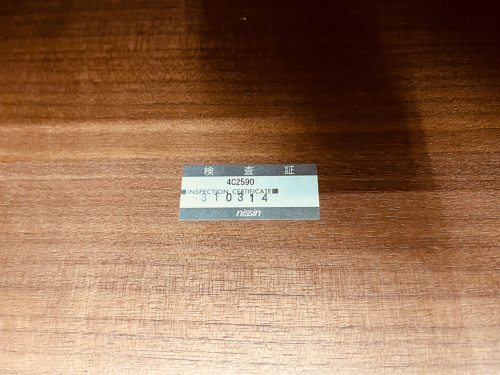 検査証
4C2590
INSPECTION CERTIFICATE
310314
nissin